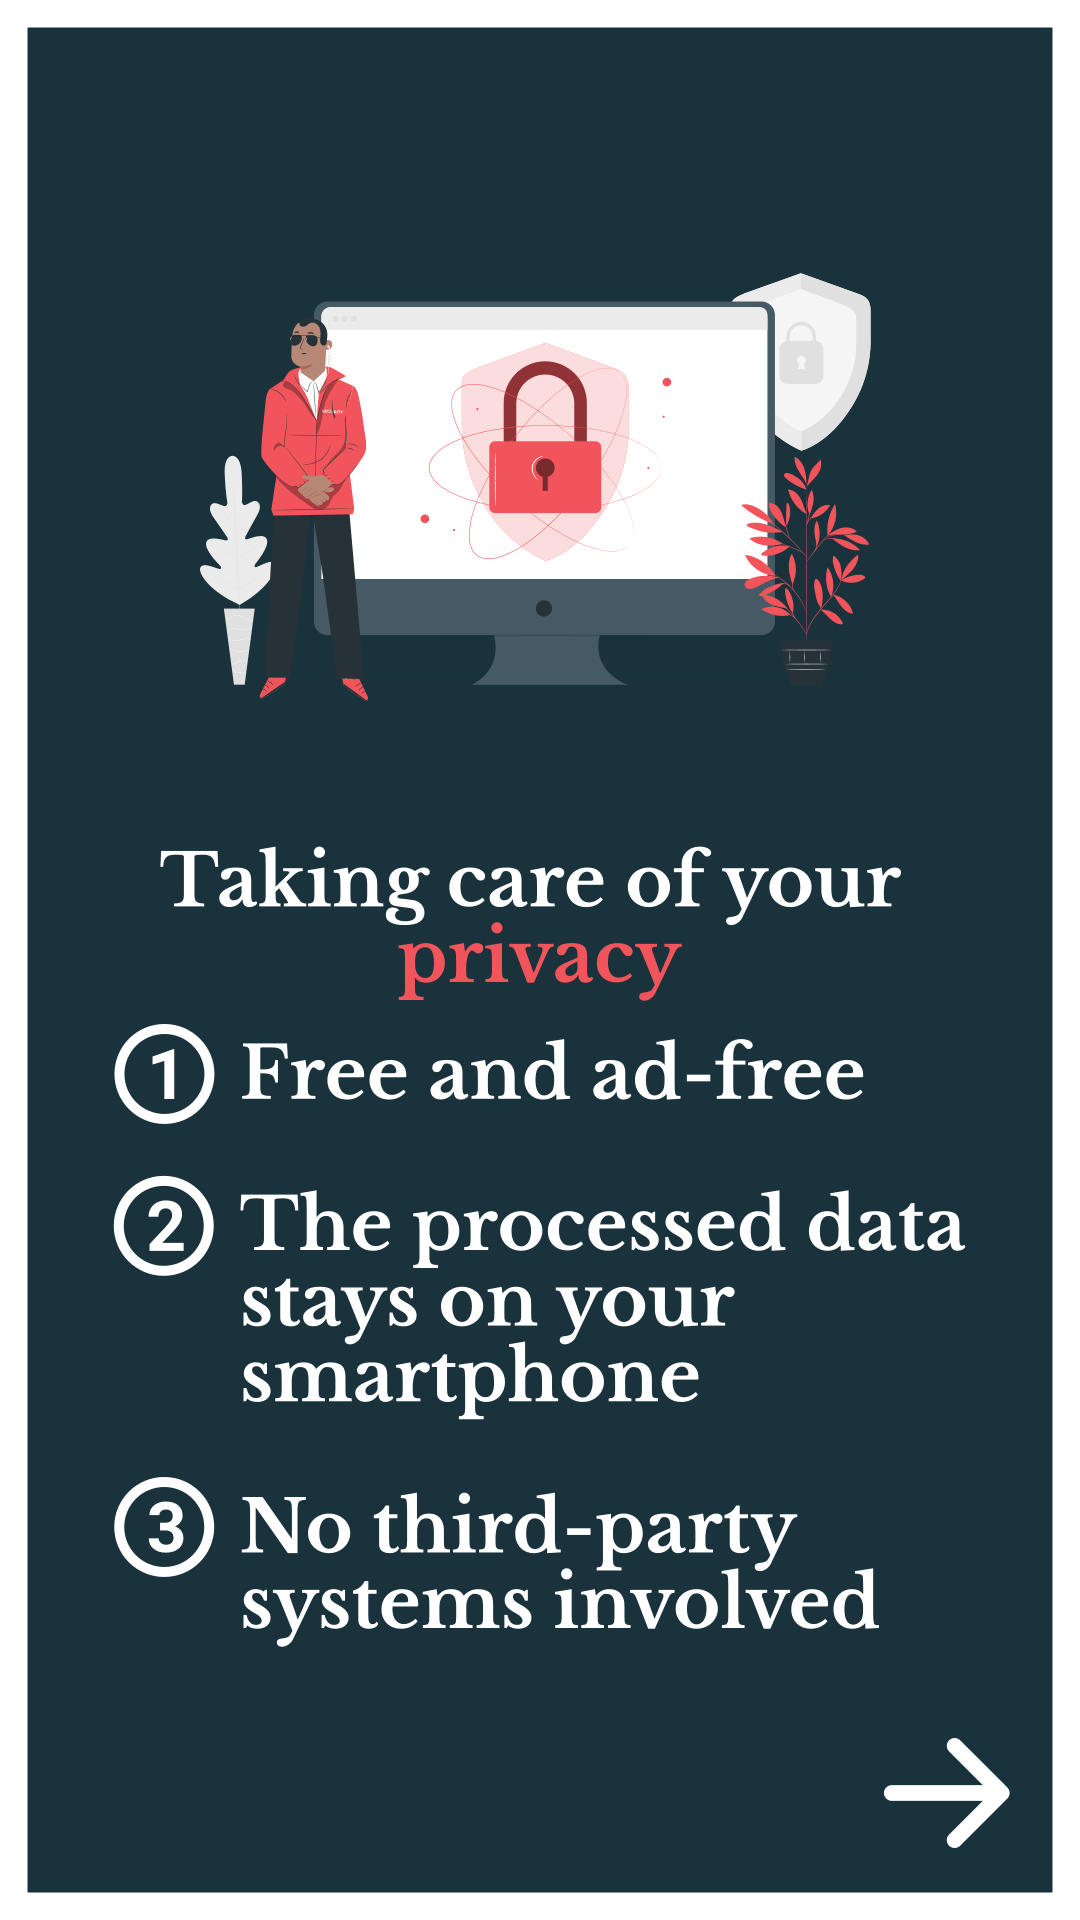 SECURITY
Taking care of your
privacy
1 Free and ad-free
2 The processed data
stays on your
smartphone
3 No third-party
systems involved